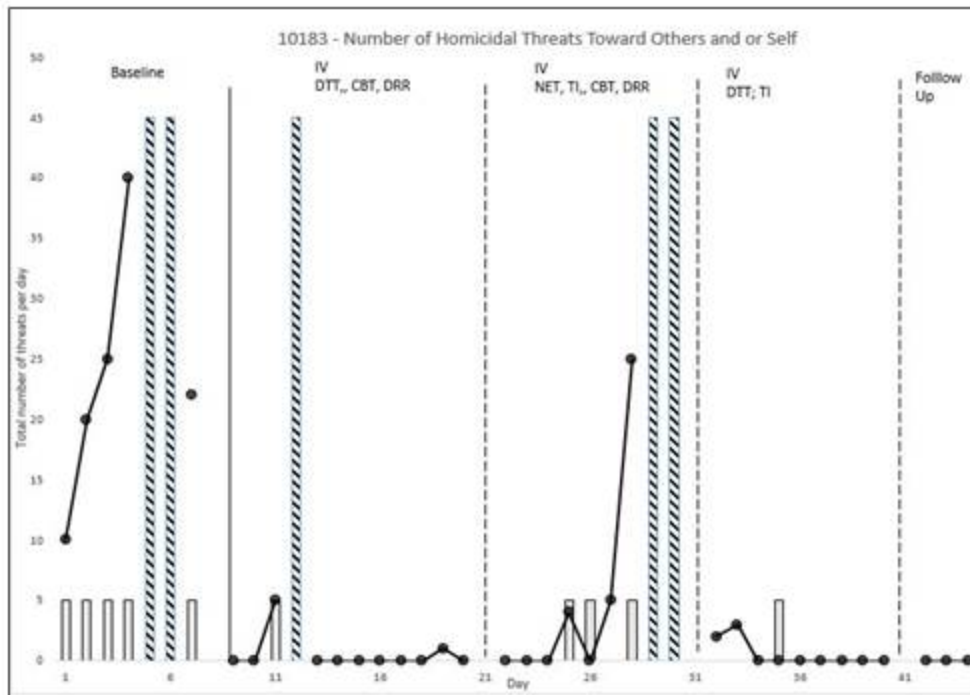 10183 - Number of Homicidal Threats Toward Others and or Self
50
Baseline
IV
DTT,, CBT, DRR
IV
NET, TI,, CBT, DRR
IV
DTT; TI
Folllow
Up
45
40
35
30
25
20
15
10
5
0
Total number of threats per day
1 6 11 16 21 26 31 36 41
Day